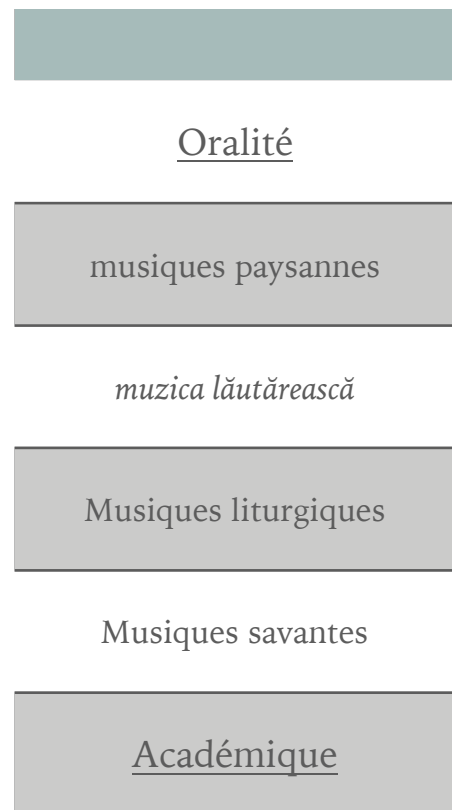 Oralité
musiques paysannes
muzica lăutărească
Musiques liturgiques
Musiques savantes
Académique